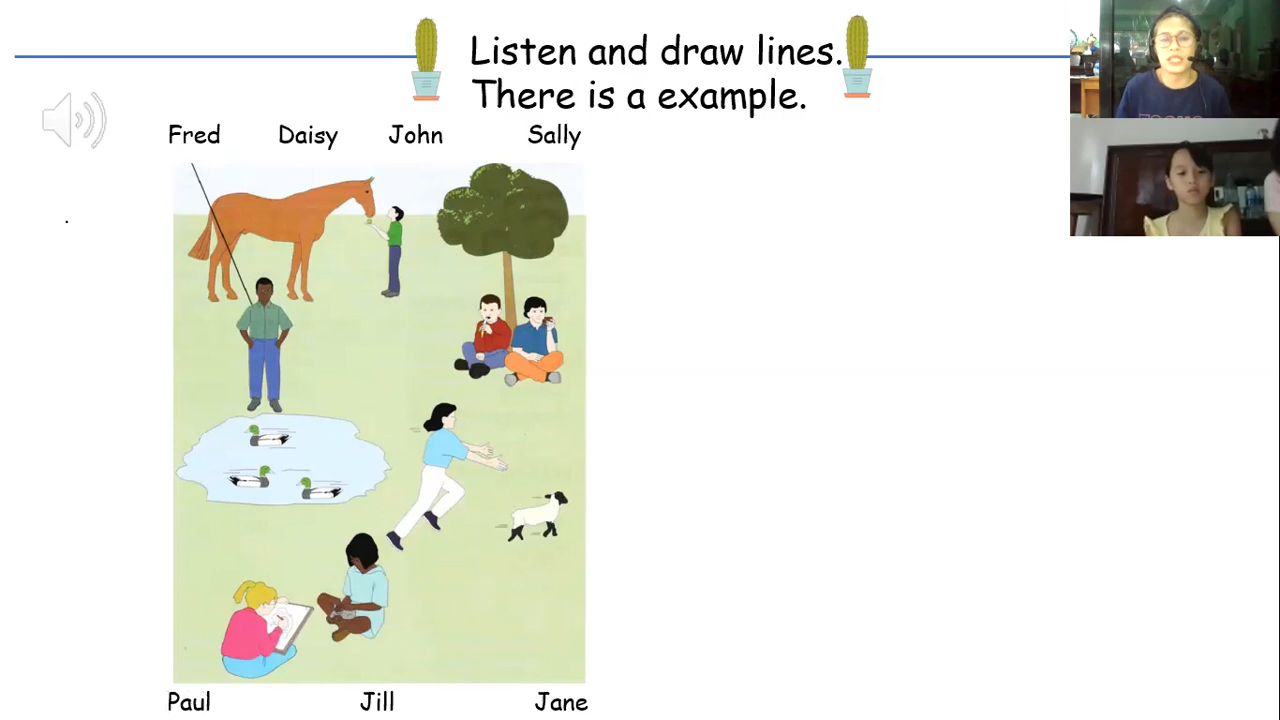 Listen and draw lines.
There is a example.
Fred Daisy John Sally
Paul Jill Jane